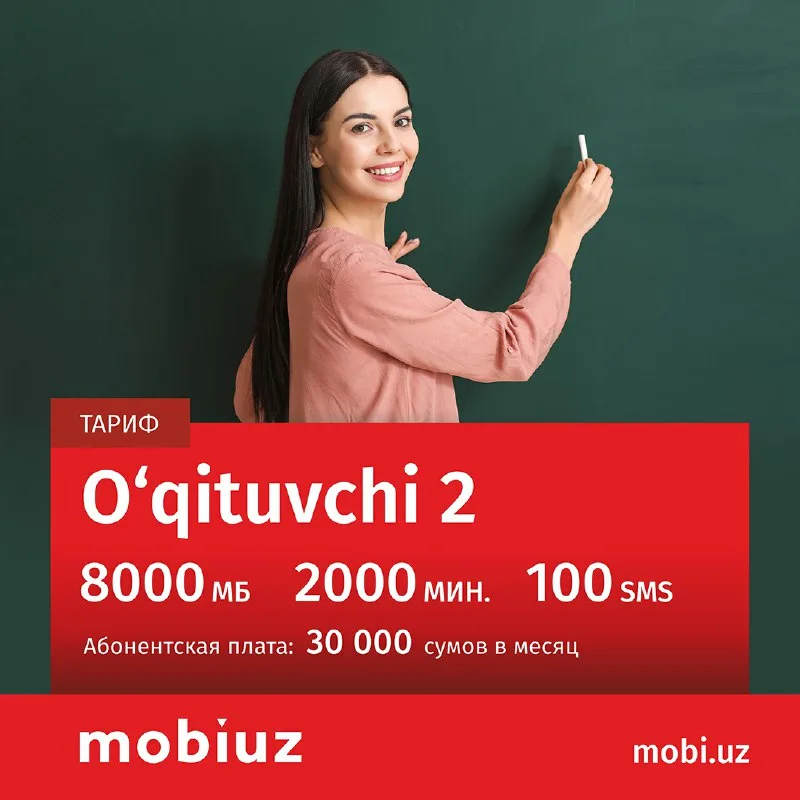 ТАРИФ
O‘qituvchi 2
8000 МБ 2000 МИН. 100 SMS
Абонентская плата: 30 000 сумов в месяц
mobiuz
mobi.uz